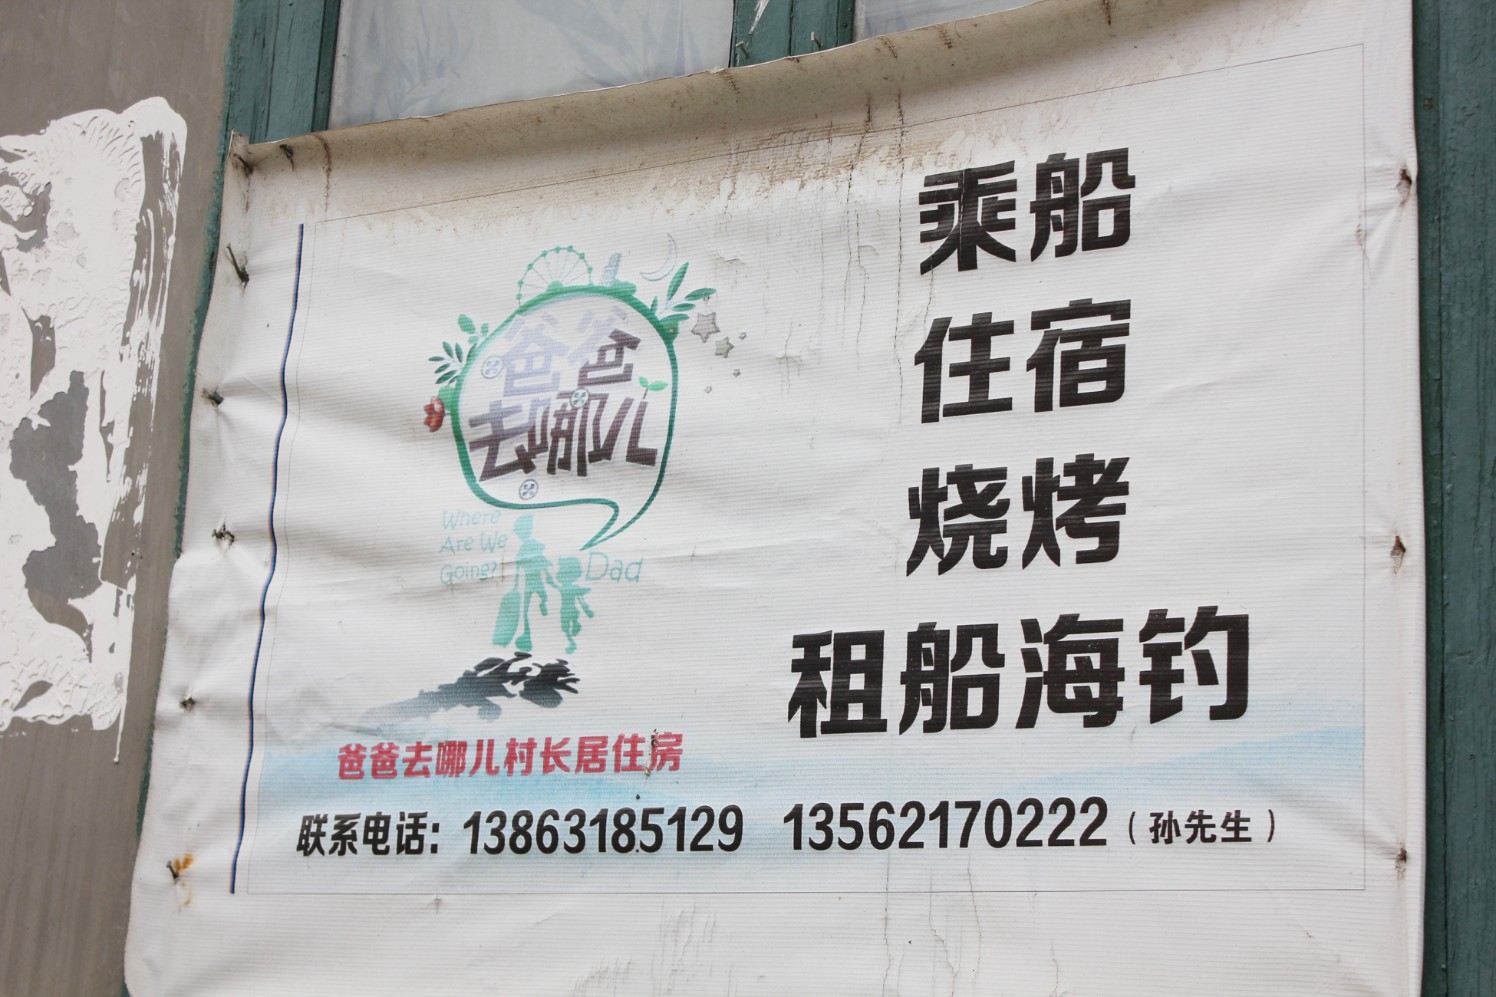 爸爸
去哪儿
Where
Are We
Going?
Dad
爸爸去哪儿村长居住房
乘船
住宿
烧烤
租船海钓
联系电话: 13863185129 13562170222 (孙先生)